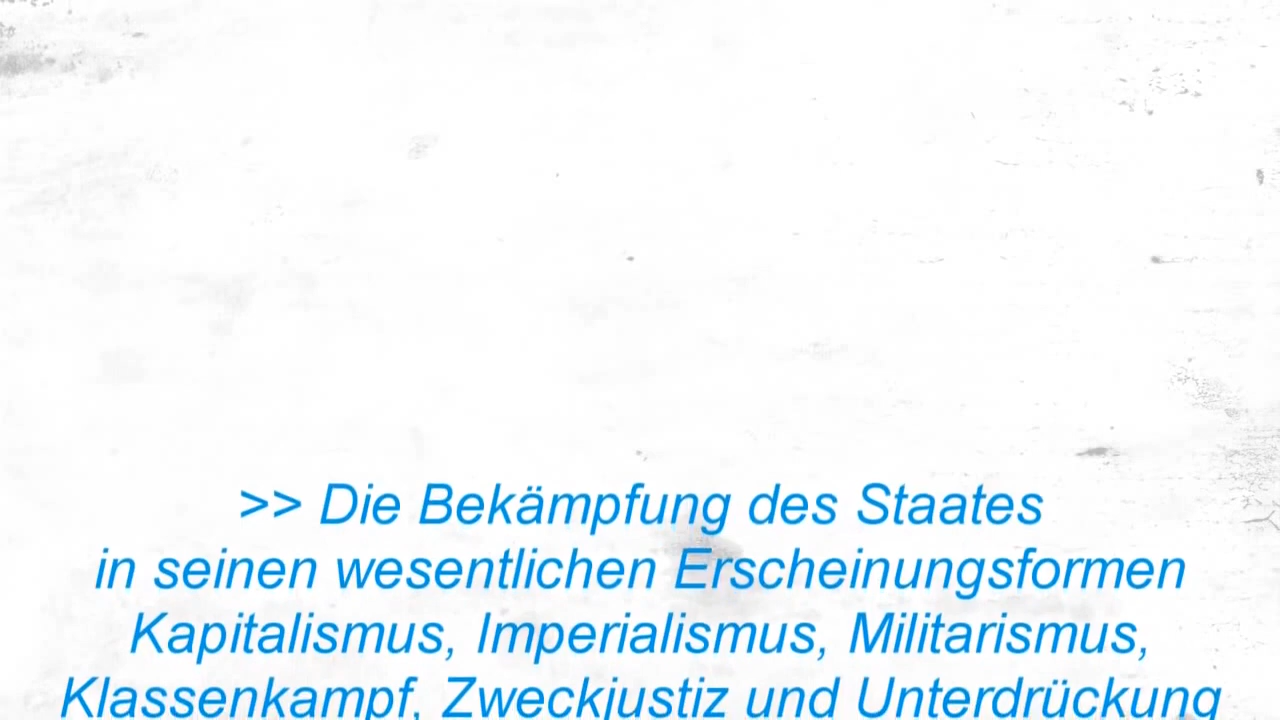 >> Die Bekämpfung des Staates
in seinen wesentlichen Erscheinungsformen
Kapitalismus, Imperialismus, Militarismus,
Klassenkampf, Zweckjustiz und Unterdrückung